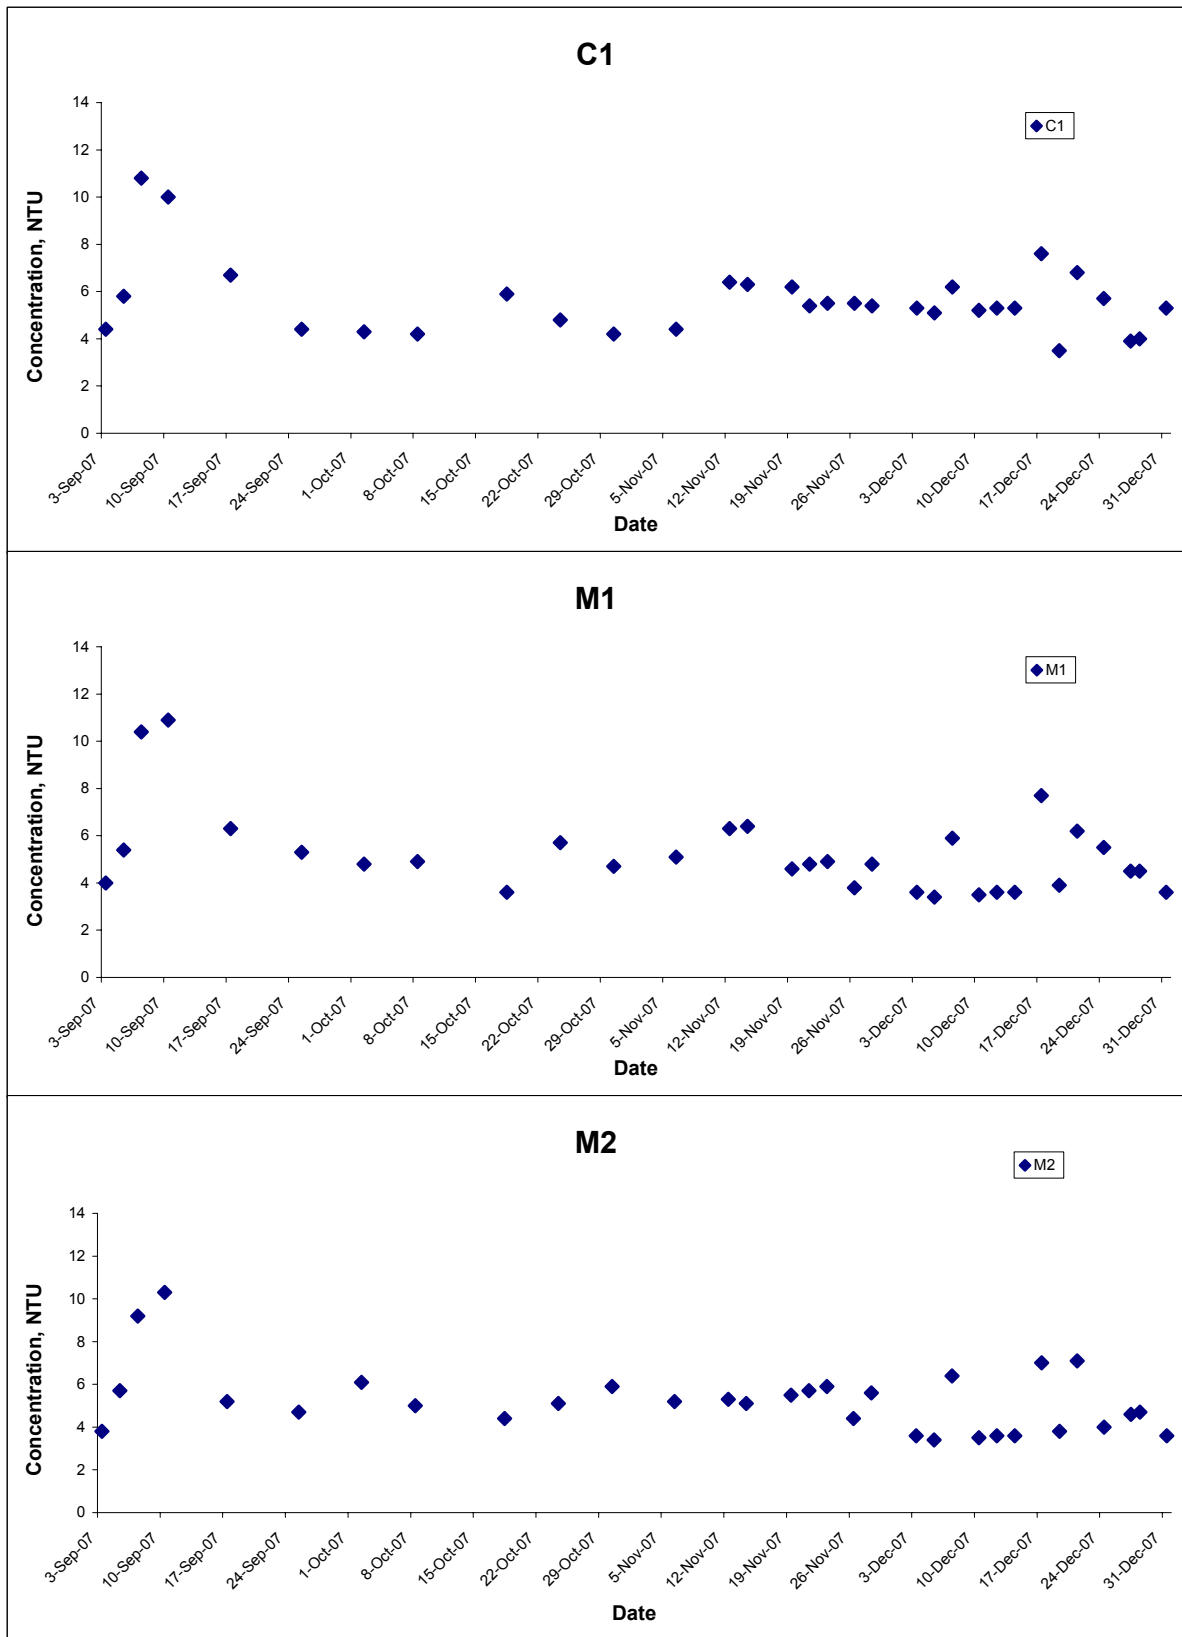 C1
C1
14
12
10
8
6
4
2
0
Concentration, NTU
3-Sep-07
10-Sep-07
17-Sep-07
24-Sep-07
1-Oct-07
8-Oct-07
15-Oct-07
22-Oct-07
29-Oct-07
5-Nov-07
12-Nov-07
19-Nov-07
26-Nov-07
3-Dec-07
10-Dec-07
17-Dec-07
24-Dec-07
31-Dec-07
Date
M1
M1
14
12
10
8
6
4
2
0
Concentration, NTU
3-Sep-07
10-Sep-07
17-Sep-07
24-Sep-07
1-Oct-07
8-Oct-07
15-Oct-07
22-Oct-07
29-Oct-07
5-Nov-07
12-Nov-07
19-Nov-07
26-Nov-07
3-Dec-07
10-Dec-07
17-Dec-07
24-Dec-07
31-Dec-07
Date
M2
M2
14
12
10
8
6
4
2
0
Concentration, NTU
3-Sep-07
10-Sep-07
17-Sep-07
24-Sep-07
1-Oct-07
8-Oct-07
15-Oct-07
22-Oct-07
29-Oct-07
5-Nov-07
12-Nov-07
19-Nov-07
26-Nov-07
3-Dec-07
10-Dec-07
17-Dec-07
24-Dec-07
31-Dec-07
Date